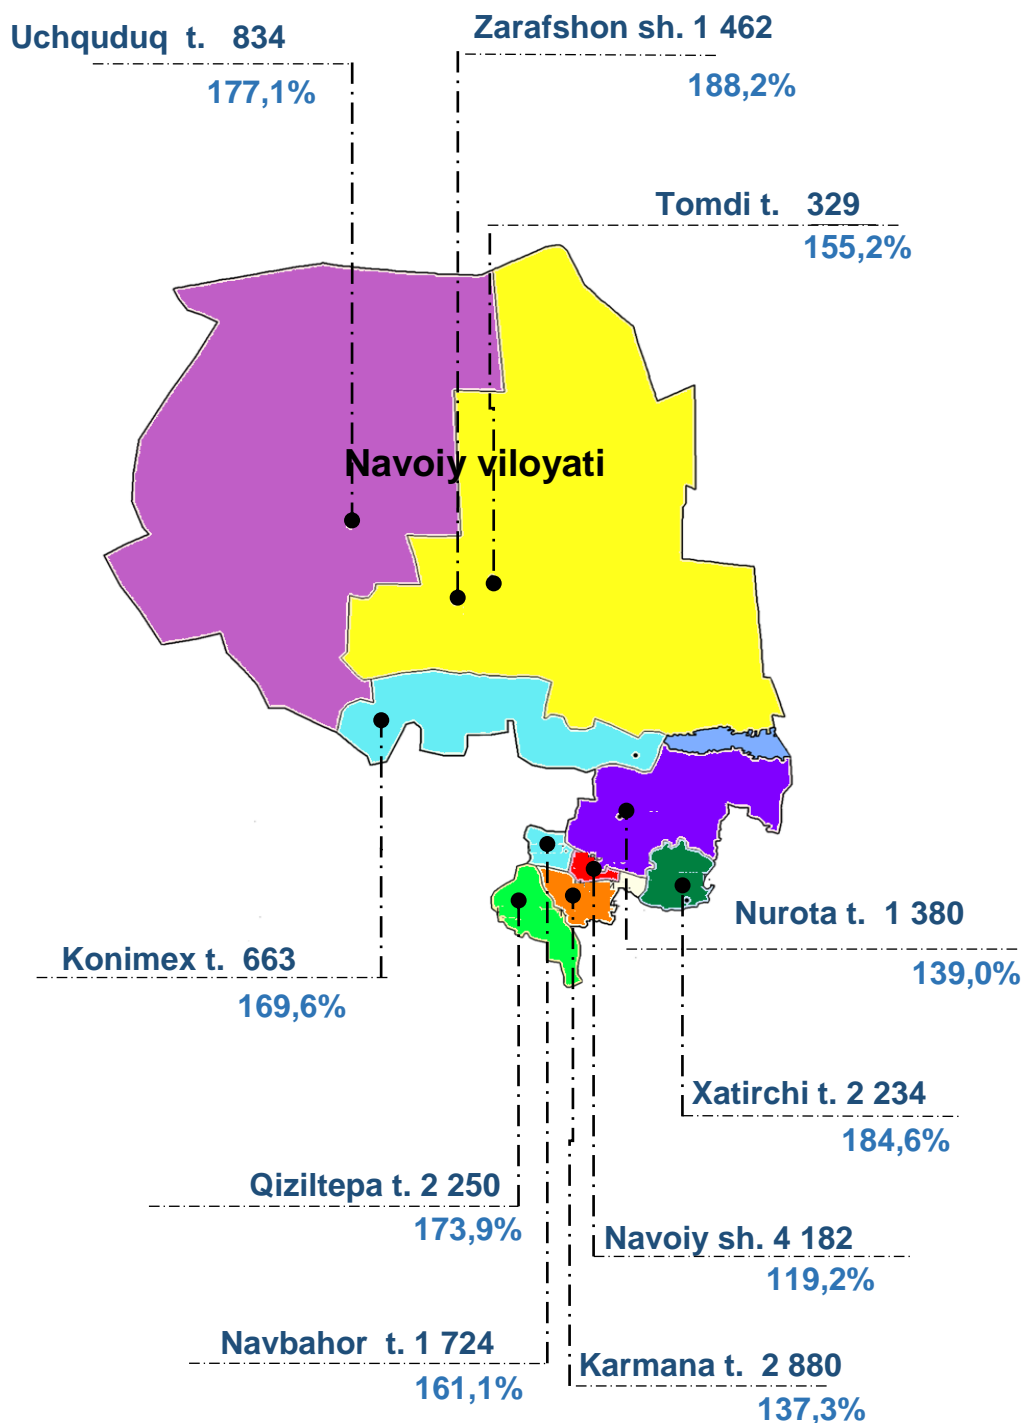 Uchquduq t. 834
177,1%
Zarafshon sh. 1 462
188,2%
Tomdi t. 329
155,2%
Navoiy viloyati
Nurota t. 1 380
139,0%
Konimex t. 663
169,6%
Xatirchi t. 2 234
184,6%
Qiziltepa t. 2 250
173,9%
Navoiy sh. 4 182
119,2%
Navbahor t. 1 724
161,1%
Karmana t. 2 880
137,3%